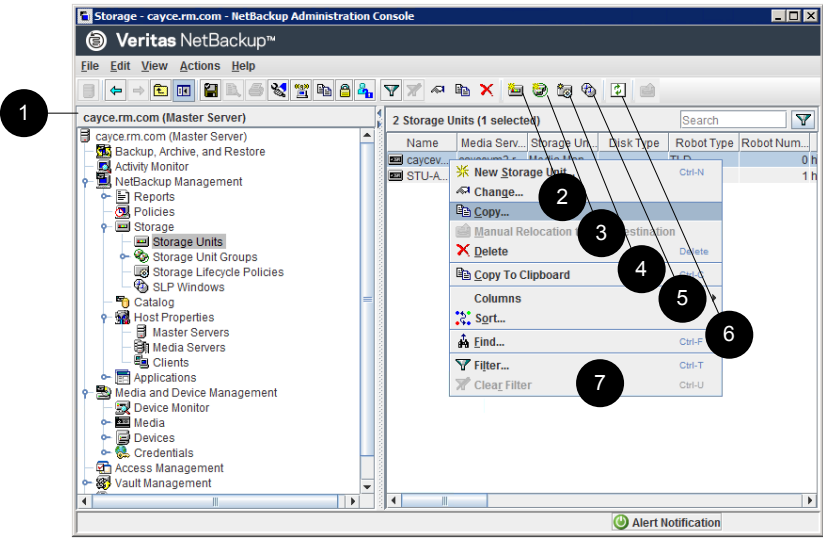 Storage - cayce.rm.com - NetBackup Administration Console
Veritas NetBackup™
File Edit View Actions Help
1
cayce.rm.com (Master Server)
cayce.rm.com (Master Server)
Backup, Archive, and Restore
Activity Monitor
NetBackup Management
Reports
Policies
Storage
Storage Units
Storage Unit Groups
Storage Lifecycle Policies
SLP Windows
Catalog
Host Properties
Master Servers
Media Servers
Clients
Applications
Media and Device Management
Device Monitor
Media
Devices
Credentials
Access Management
Vault Management
2 Storage Units (1 selected)
Search
Name Media Serv... Storage Un... Disk Type Robot Type Robot Num...
caycev... TLD 0 h
STU-A... 1 h
New Storage Unit... Ctrl-N
Change...
2
Copy...
Manual Relocation Destination
3
Delete Delete
4
Copy To Clipboard Ctrl-C
Columns
5
Sort...
6
Find... Ctrl-F
Filter... Ctrl-T
7
Clear Filter Ctrl-U
Alert Notification